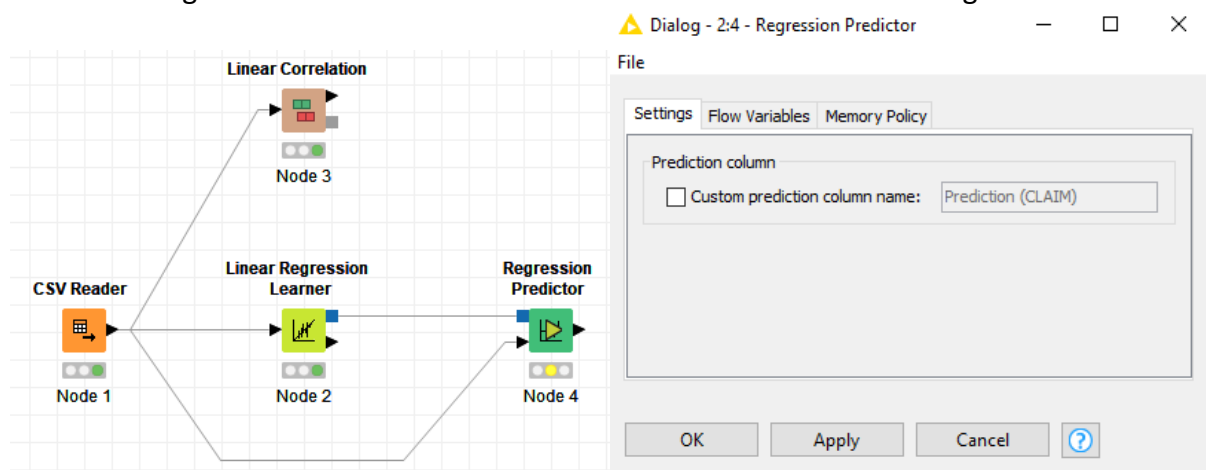 Linear Correlation
Node 3
CSV Reader
Node 1
Linear Regression
Learner
Node 2
Regression
Predictor
Node 4
Dialog - 2:4 - Regression Predictor
File
Settings Flow Variables Memory Policy
Prediction column
Custom prediction column name: Prediction (CLAIM)
OK Apply Cancel ?